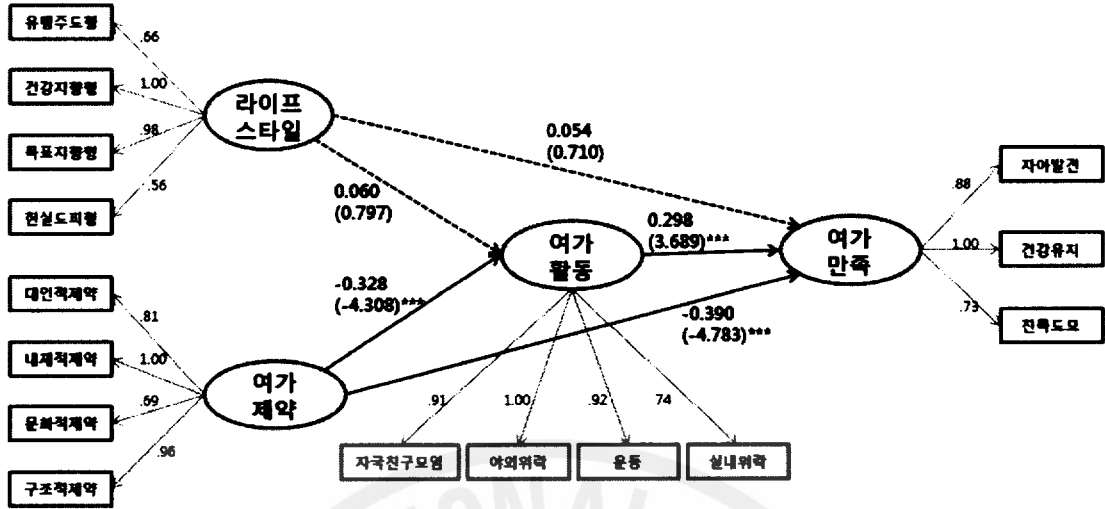 유행주도형
.66
건강지향형
1.00
목표지향형
.98
현실도피형
.56
라이프
스타일
0.054
(0.710)
0.060
(0.797)
여가
활동
0.298
(3.689)***
여가
만족
자아발견
.88
건강유지
1.00
친목도모
.73
-0.328
(-4.308)***
-0.390
(-4.783)***
대인적제약
.81
내재적제약
1.00
문화적제약
.69
구조적제약
.96
여가
제약
.91
1.00
.92
74
자국친구모임
야외위락
운동
실내위락